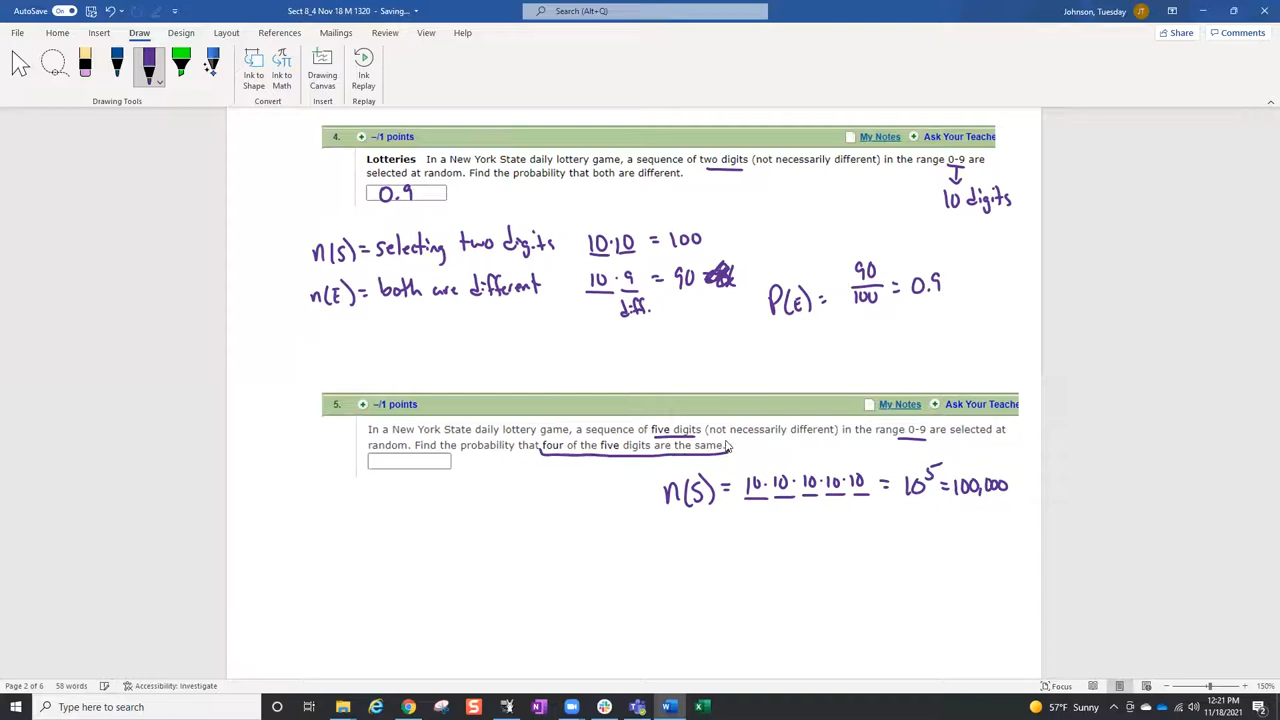 AutoSave On Sect 8_4 Nov 18 M 1320 - Saving... Search (Alt+Q) Johnson, Tuesday JT
File Home Insert Draw Design Layout References Mailings Review View Help Share Comments
Ink to Shape Ink to Math Drawing Canvas Ink Replay
Drawing Tools Convert Insert Replay
4. –/1 points My Notes Ask Your Teache
Lotteries In a New York State daily lottery game, a sequence of two digits (not necessarily different) in the range 0-9 are
selected at random. Find the probability that both are different.
0.9
10 digits
n(S) = selecting two digits 10·10 = 100
n(E) = both are different 10 · 9 = 90
diff.
P(E) = 90/100 = 0.9
5. –/1 points My Notes Ask Your Teache
In a New York State daily lottery game, a sequence of five digits (not necessarily different) in the range 0-9 are selected at
random. Find the probability that four of the five digits are the same.
n(S) = 10·10·10·10·10 = 10^5 = 100,000
Page 2 of 6 58 words Accessibility: Investigate Focus 150%
Type here to search 57°F Sunny 12:21 PM
11/18/2021